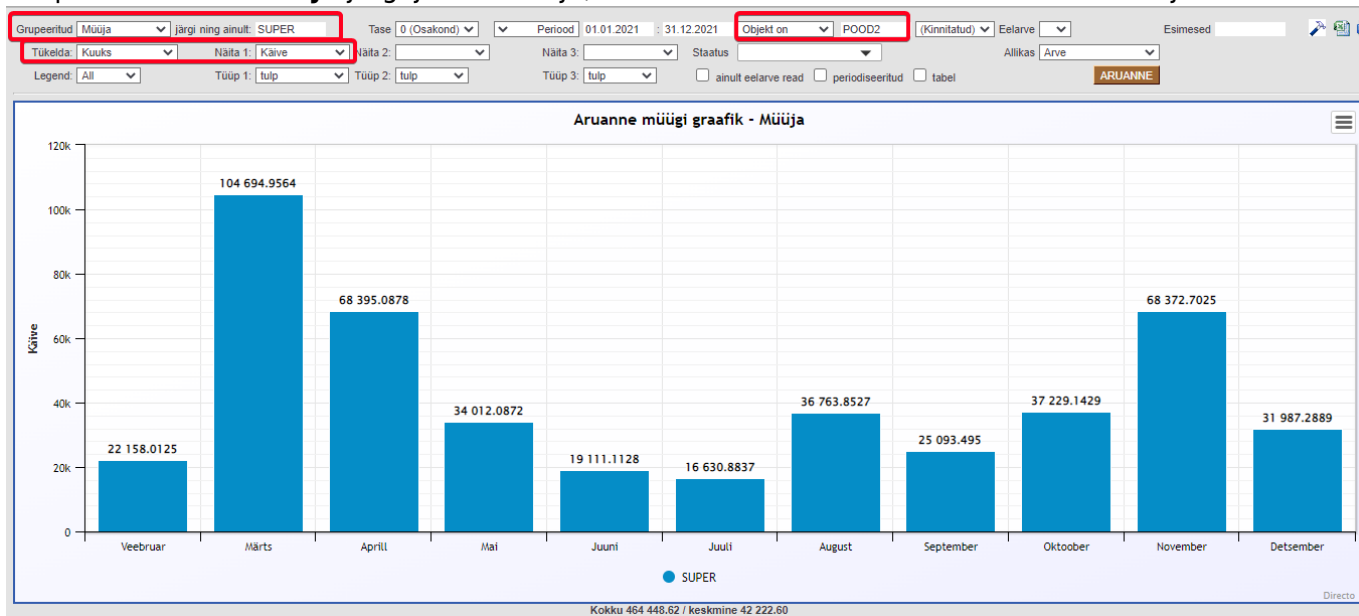 Grupeeritud Müüja järgi ning ainult: SUPER Tase 0 (Osakond) Periood 01.01.2021 : 31.12.2021 Objekt on POOD2 (Kinnitatud) Eelarve Esimesed
Tükelda: Kuuks Näita 1: Käive Näita 2: Näita 3: Staatus Allikas Arve
Legend: All Tüüp 1: tulp Tüüp 2: tulp Tüüp 3: tulp ainult eelarve read periodiseeritud tabel ARUANNE
Aruanne müügi graafik - Müüja
120k
100k
80k
60k
40k
20k
0
Käive
22 158.0125
104 694.9564
68 395.0878
34 012.0872
19 111.1128
16 630.8837
36 763.8527
25 093.495
37 229.1429
68 372.7025
31 987.2889
Veebruar Märts Aprill Mai Juuni Juuli August September Oktoober November Detsember
SUPER
Directo
Kokku 464 448.62 / keskmine 42 222.60